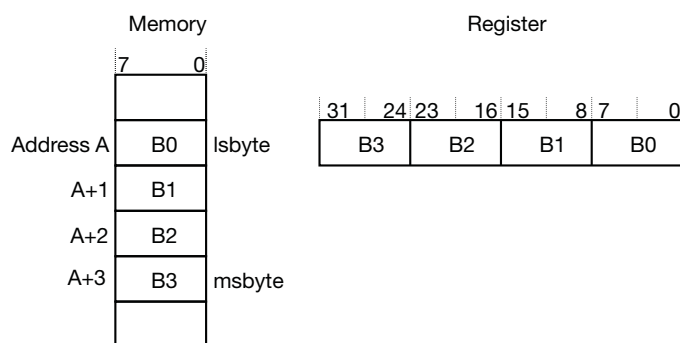 Memory
Register
7 0
31 24 23 16 15 8 7 0
Address A B0 lsbyte
B3 B2 B1 B0
A+1 B1
A+2 B2
A+3 B3 msbyte